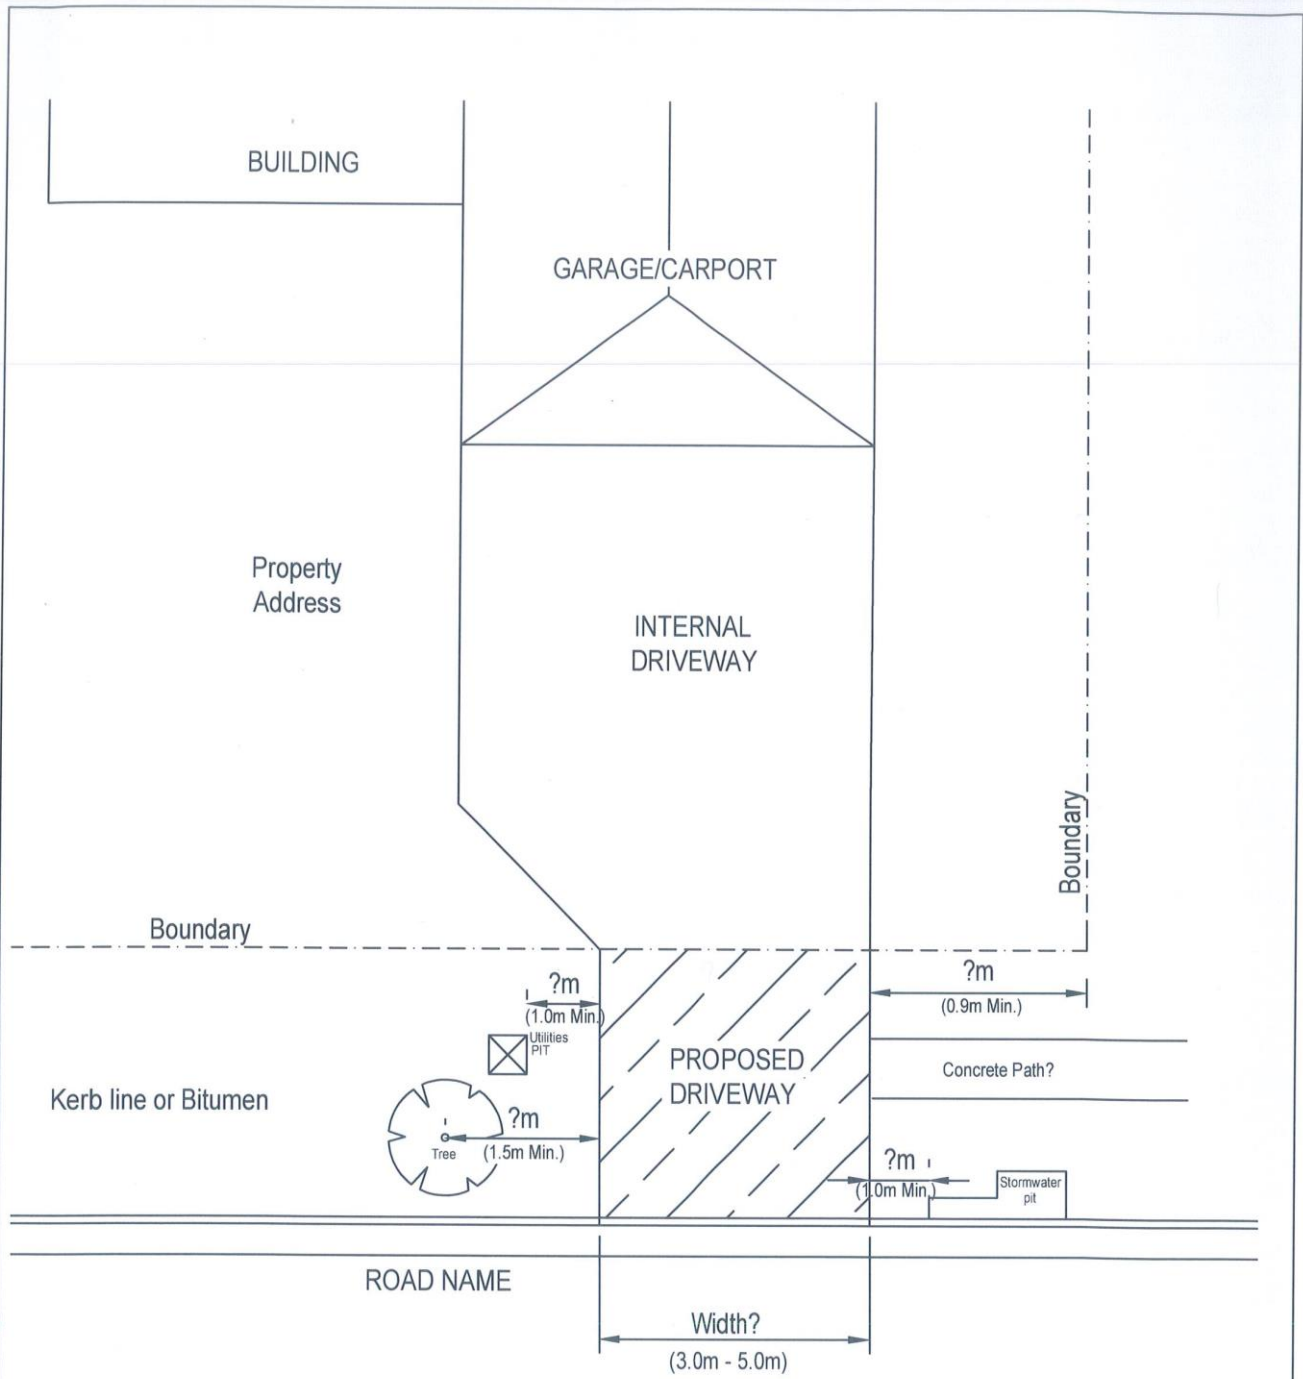 BUILDING
GARAGE/CARPORT
Property
Address
INTERNAL
DRIVEWAY
Boundary
Boundary
?m
(1.0m Min.)
?m
(0.9m Min.)
Utilities
PIT
PROPOSED
DRIVEWAY
Concrete Path?
Kerb line or Bitumen
?m
(1.5m Min.)
Tree
?m
(1.0m Min.)
Stormwater
pit
ROAD NAME
Width?
(3.0m - 5.0m)